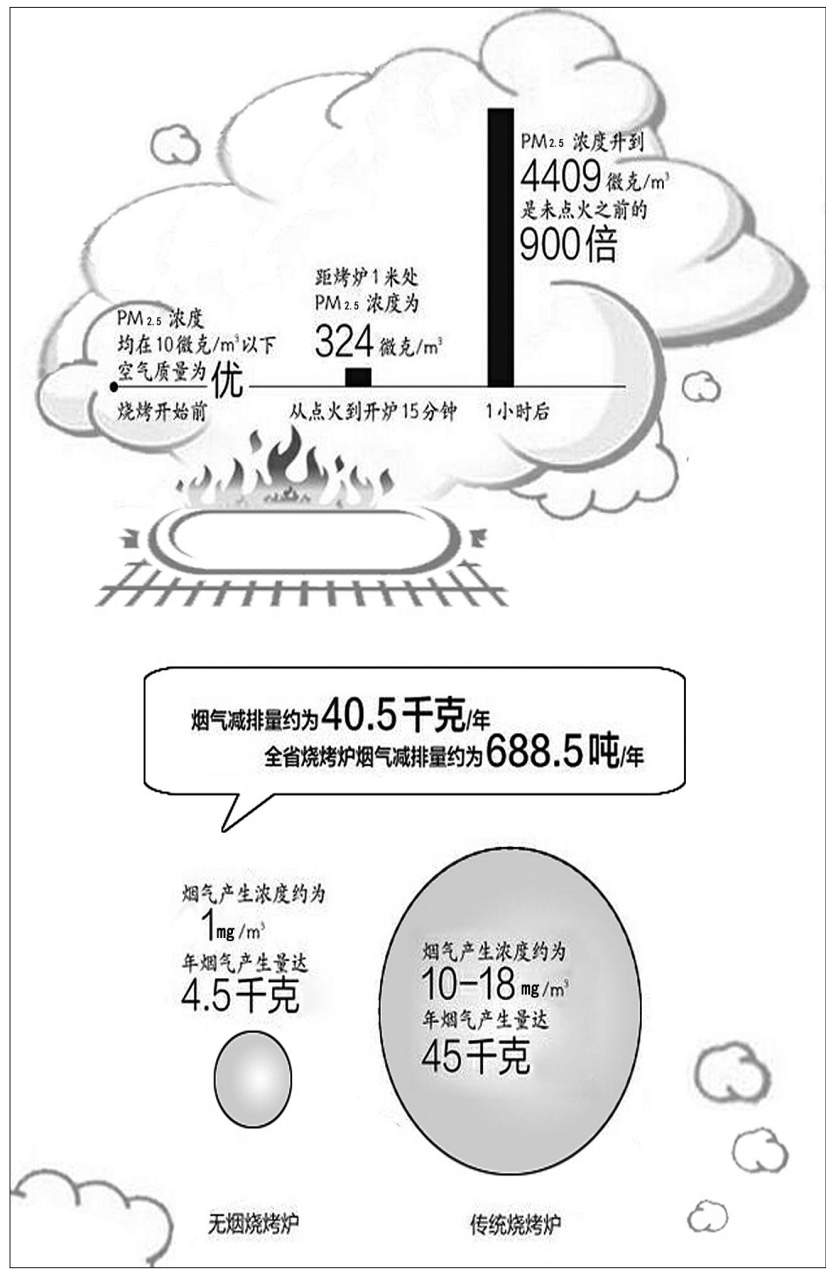 PM2.5 浓度升到
4409微克/m³
是未点火之前的
900倍
距烤炉1米处
PM2.5 浓度为
324微克/m³
PM2.5 浓度
均在10微克/m³以下
空气质量为优
烧烤开始前
从点火到开炉15分钟
1小时后
烟气减排量约为40.5千克/年
全省烧烤炉烟气减排量约为688.5吨/年
烟气产生浓度约为
1mg/m³
年烟气产生量达
4.5千克
烟气产生浓度约为
10-18mg/m³
年烟气产生量达
45千克
无烟烧烤炉
传统烧烤炉